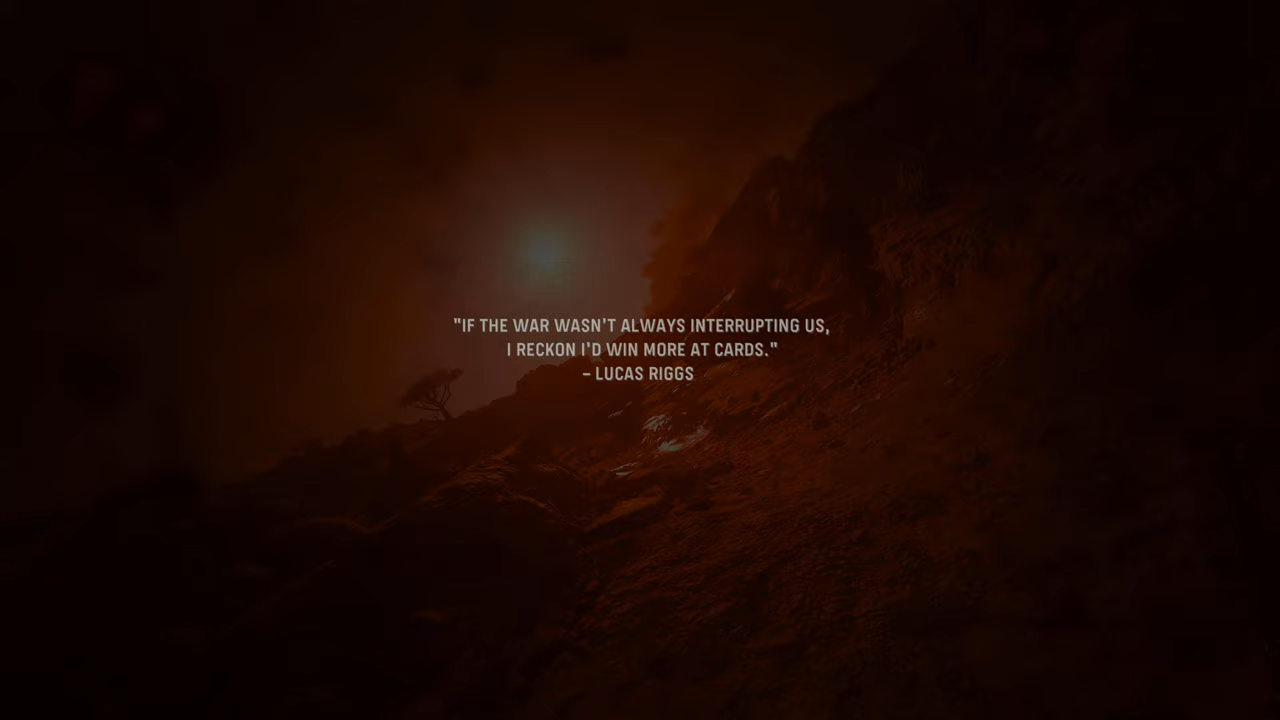 "IF THE WAR WASN'T ALWAYS INTERRUPTING US,
I RECKON I'D WIN MORE AT CARDS."
– LUCAS RIGGS